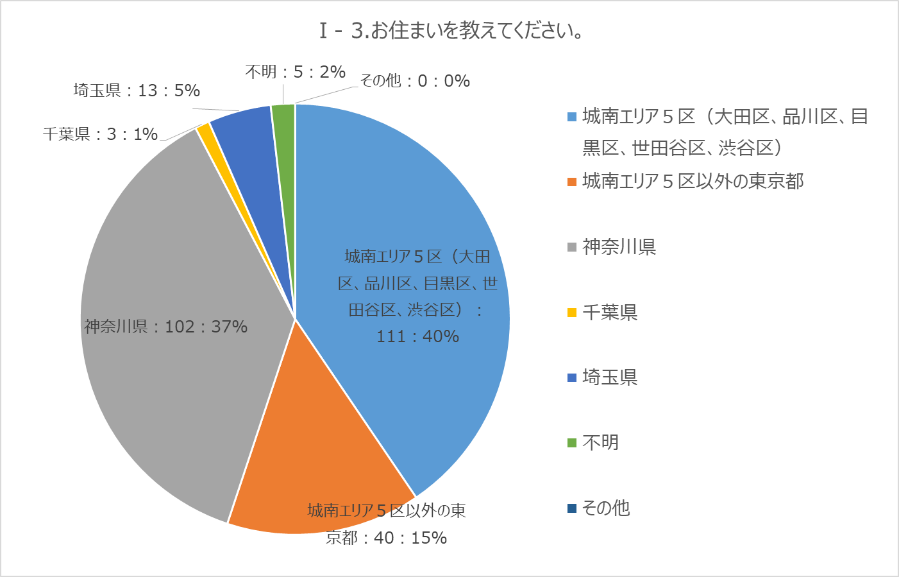 Ⅰ - 3.お住まいを教えてください。
不明：5：2%
その他：0：0%
埼玉県：13：5%
千葉県：3：1%
城南エリア５区（大田
区、品川区、目黒区、世
田谷区、渋谷区）：
111：40%
神奈川県：102：37%
城南エリア５区以外の東
京都：40：15%
城南エリア５区（大田区、品川区、目
黒区、世田谷区、渋谷区）
城南エリア５区以外の東京都
神奈川県
千葉県
埼玉県
不明
その他